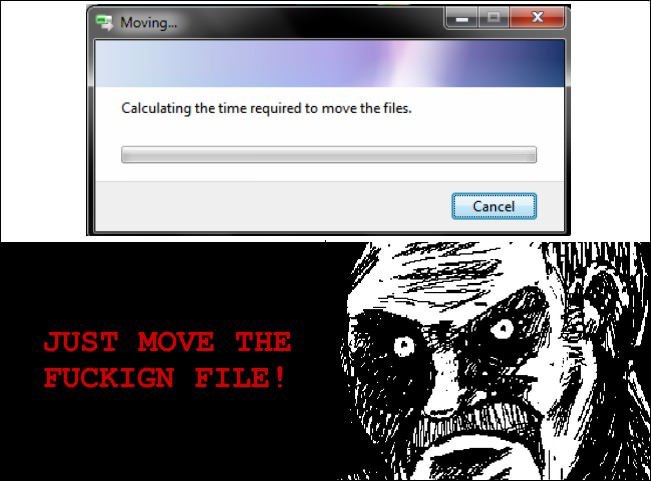 Moving...
Calculating the time required to move the files.
Cancel
JUST MOVE THE
FUCKIGN FILE!